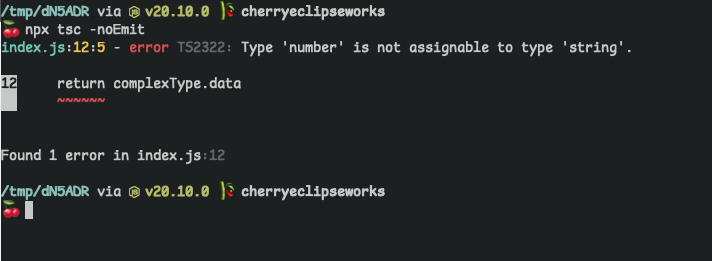 /tmp/dN5ADR via v20.10.0 cherryeclipseworks
npx tsc -noEmit
index.js:12:5 - error TS2322: Type 'number' is not assignable to type 'string'.
12 return complexType.data
~~~~~~
Found 1 error in index.js:12
/tmp/dN5ADR via v20.10.0 cherryeclipseworks